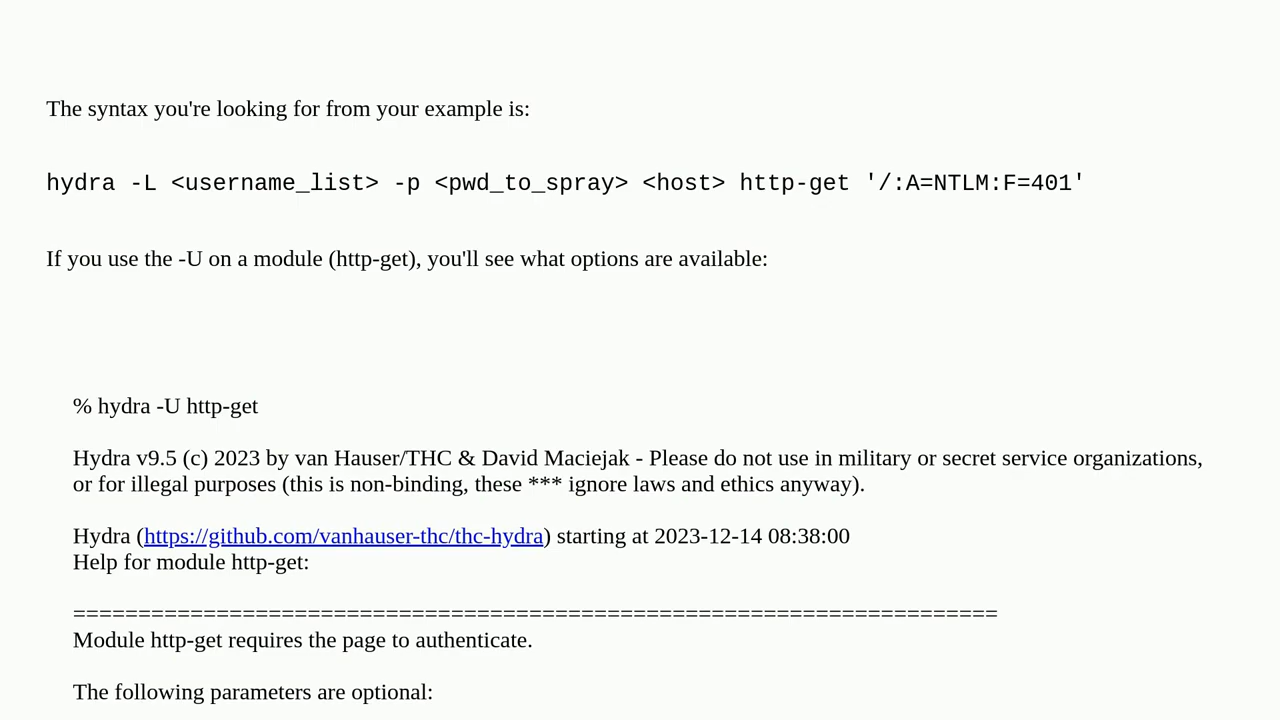 The syntax you're looking for from your example is:
hydra -L <username_list> -p <pwd_to_spray> <host> http-get '/:A=NTLM:F=401'
If you use the -U on a module (http-get), you'll see what options are available:
% hydra -U http-get
Hydra v9.5 (c) 2023 by van Hauser/THC & David Maciejak - Please do not use in military or secret service organizations,
or for illegal purposes (this is non-binding, these *** ignore laws and ethics anyway).
Hydra (https://github.com/vanhauser-thc/thc-hydra) starting at 2023-12-14 08:38:00
Help for module http-get:
=======================================================================
Module http-get requires the page to authenticate.
The following parameters are optional: